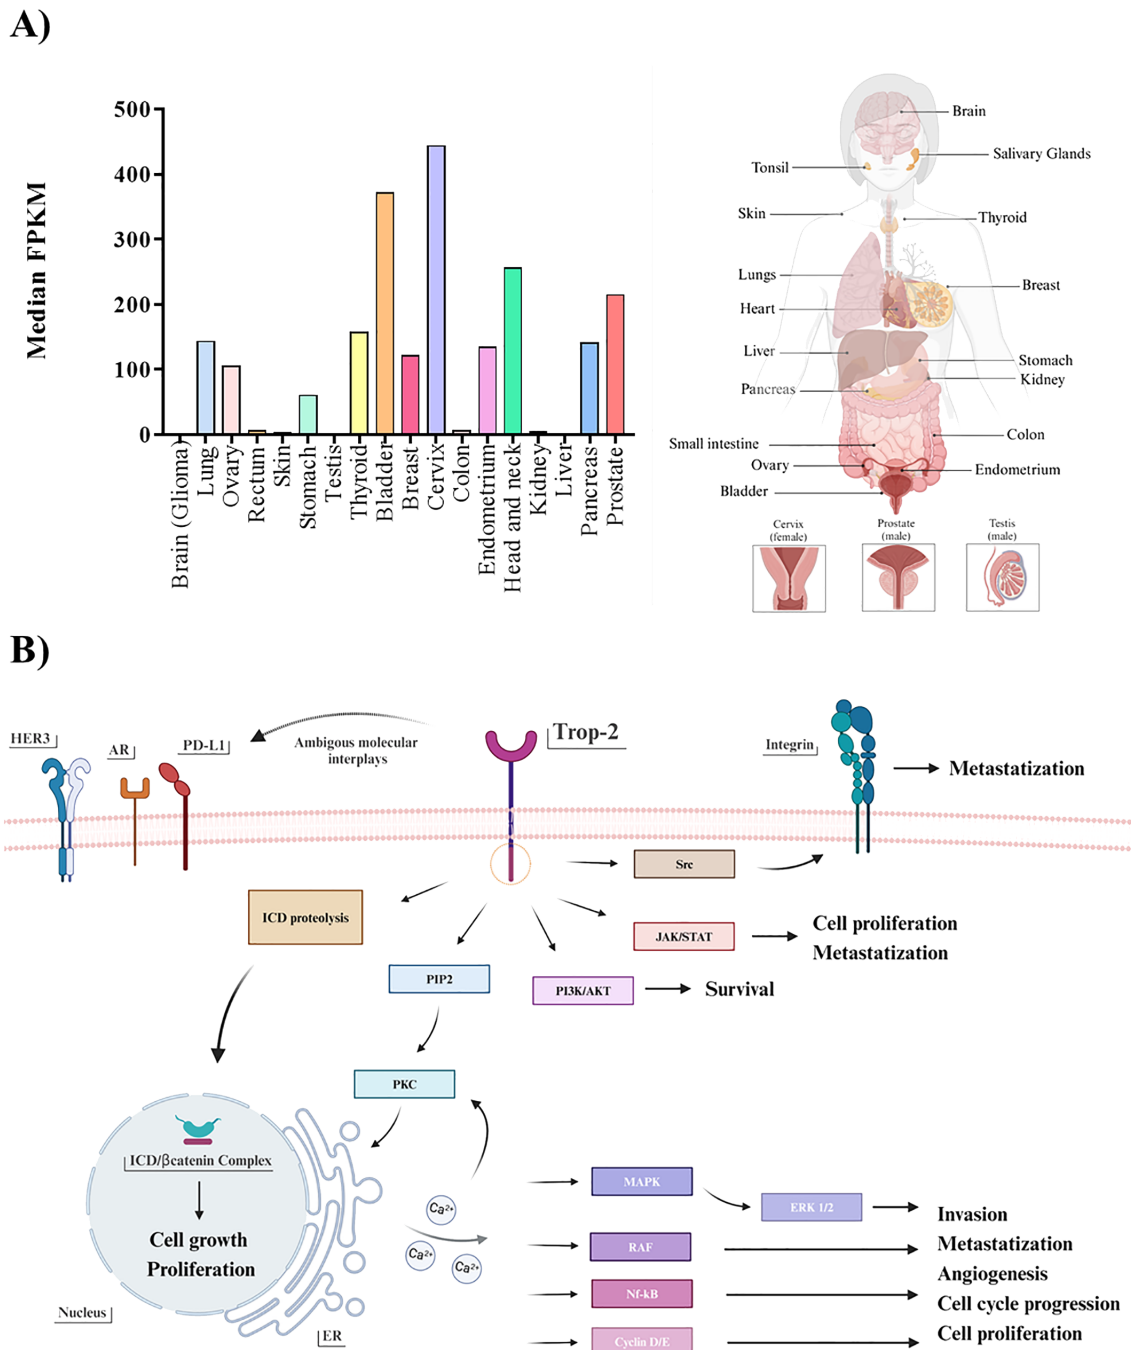 A)
Median FPKM
500
400
300
200
100
0
Brain (Glioma)
Lung
Ovary
Rectum
Skin
Stomach
Testis
Thyroid
Bladder
Breast
Cervix
Colon
Endometrium
Head and neck
Kidney
Liver
Pancreas
Prostate
Brain
Salivary Glands
Tonsil
Skin
Thyroid
Lungs
Breast
Heart
Liver
Stomach
Kidney
Pancreas
Colon
Small intestine
Ovary
Endometrium
Bladder
Cervix
(female)
Prostate
(male)
Testis
(male)
B)
HER3
AR
PD-L1
Ambigous molecular
interplays
Trop-2
Integrin
Metastatization
Src
ICD proteolysis
JAK/STAT
Cell proliferation
Metastatization
PIP2
PI3K/AKT
Survival
PKC
ICD/βcatenin Complex
Cell growth
Proliferation
Nucleus
ER
Ca2+
Ca2+
Ca2+
MAPK
ERK 1/2
RAF
Nf-kB
Cyclin D/E
Invasion
Metastatization
Angiogenesis
Cell cycle progression
Cell proliferation